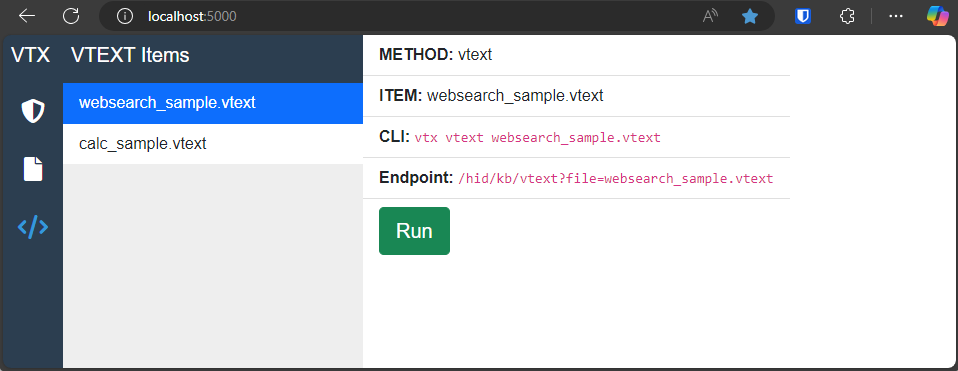 localhost:5000
VTX
VTEXT Items
websearch_sample.vtext
calc_sample.vtext
METHOD: vtext
ITEM: websearch_sample.vtext
CLI: vtx vtext websearch_sample.vtext
Endpoint: /hid/kb/vtext?file=websearch_sample.vtext
Run